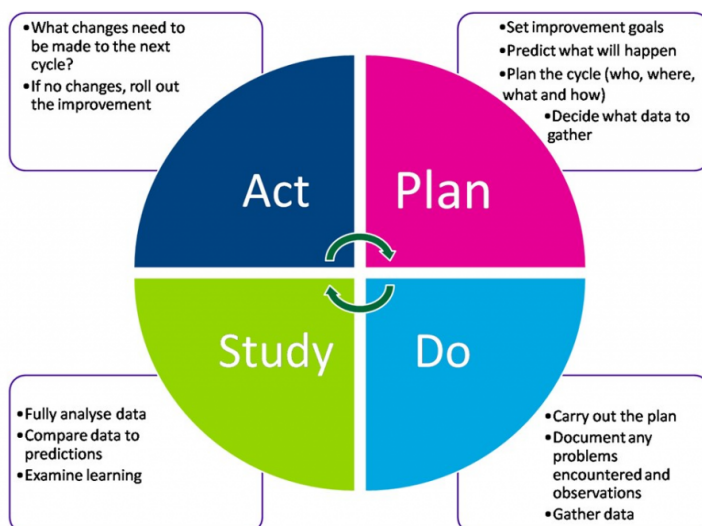 •What changes need to
be made to the next
cycle?
•If no changes, roll out
the improvement
•Set improvement goals
•Predict what will happen
•Plan the cycle (who, where,
what and how)
•Decide what data to
gather
Act
Plan
Study
Do
•Fully analyse data
•Compare data to
predictions
•Examine learning
•Carry out the plan
•Document any
problems
encountered and
observations
•Gather data